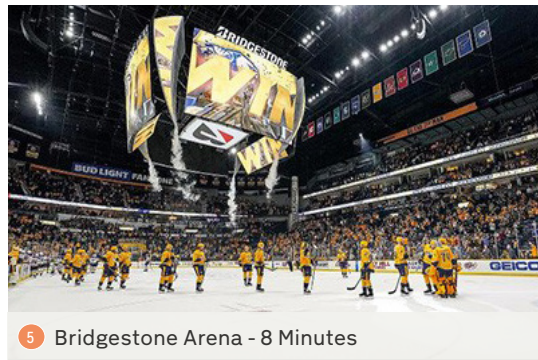 BRIDGESTONE
WIN
WIN
BUD LIGHT
GEICO
5 Bridgestone Arena - 8 Minutes